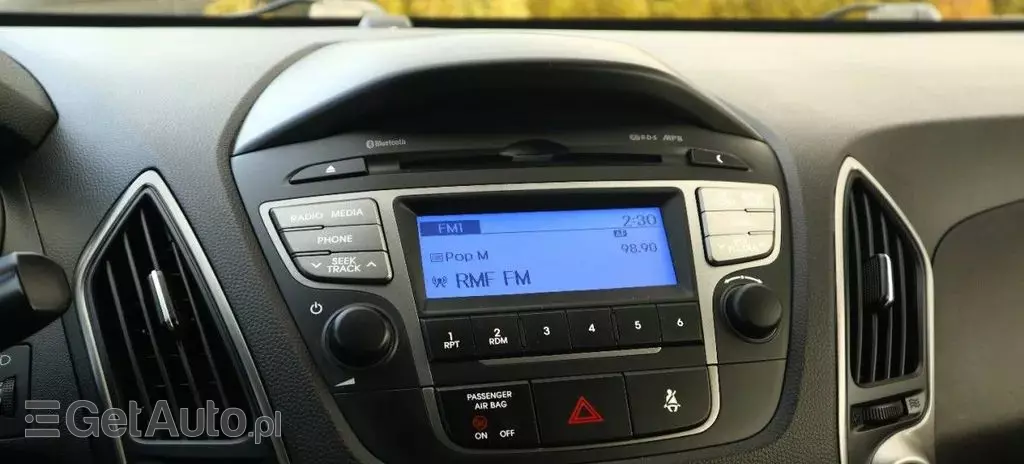 Bluetooth
R·D·S MP3
RADIO MEDIA
PHONE
SEEK
TRACK
FM1
2:30
Pop M
98.90
RMF FM
1
RPT
2
RDM
3
4
5
6
PASSENGER
AIR BAG
ON OFF
GetAuto.pl